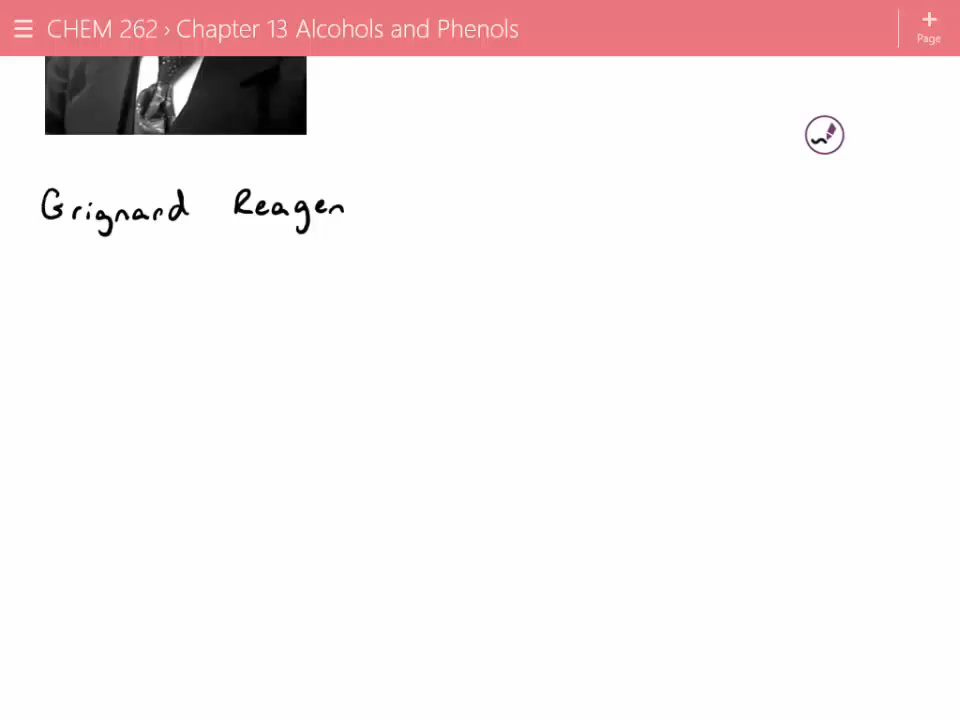 CHEM 262 › Chapter 13 Alcohols and Phenols
Page
Grignard Reagen